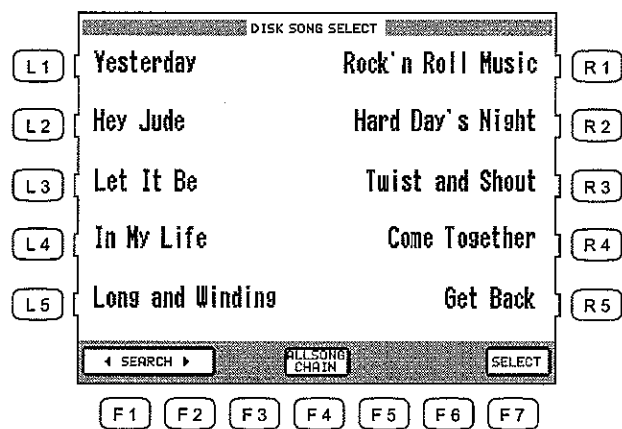 DISK SONG SELECT
L1 Yesterday Rock'n Roll Music R1
L2 Hey Jude Hard Day's Night R2
L3 Let It Be Twist and Shout R3
L4 In My Life Come Together R4
L5 Long and Winding Get Back R5
◄ SEARCH ► ALLSONG CHAIN SELECT
F1 F2 F3 F4 F5 F6 F7